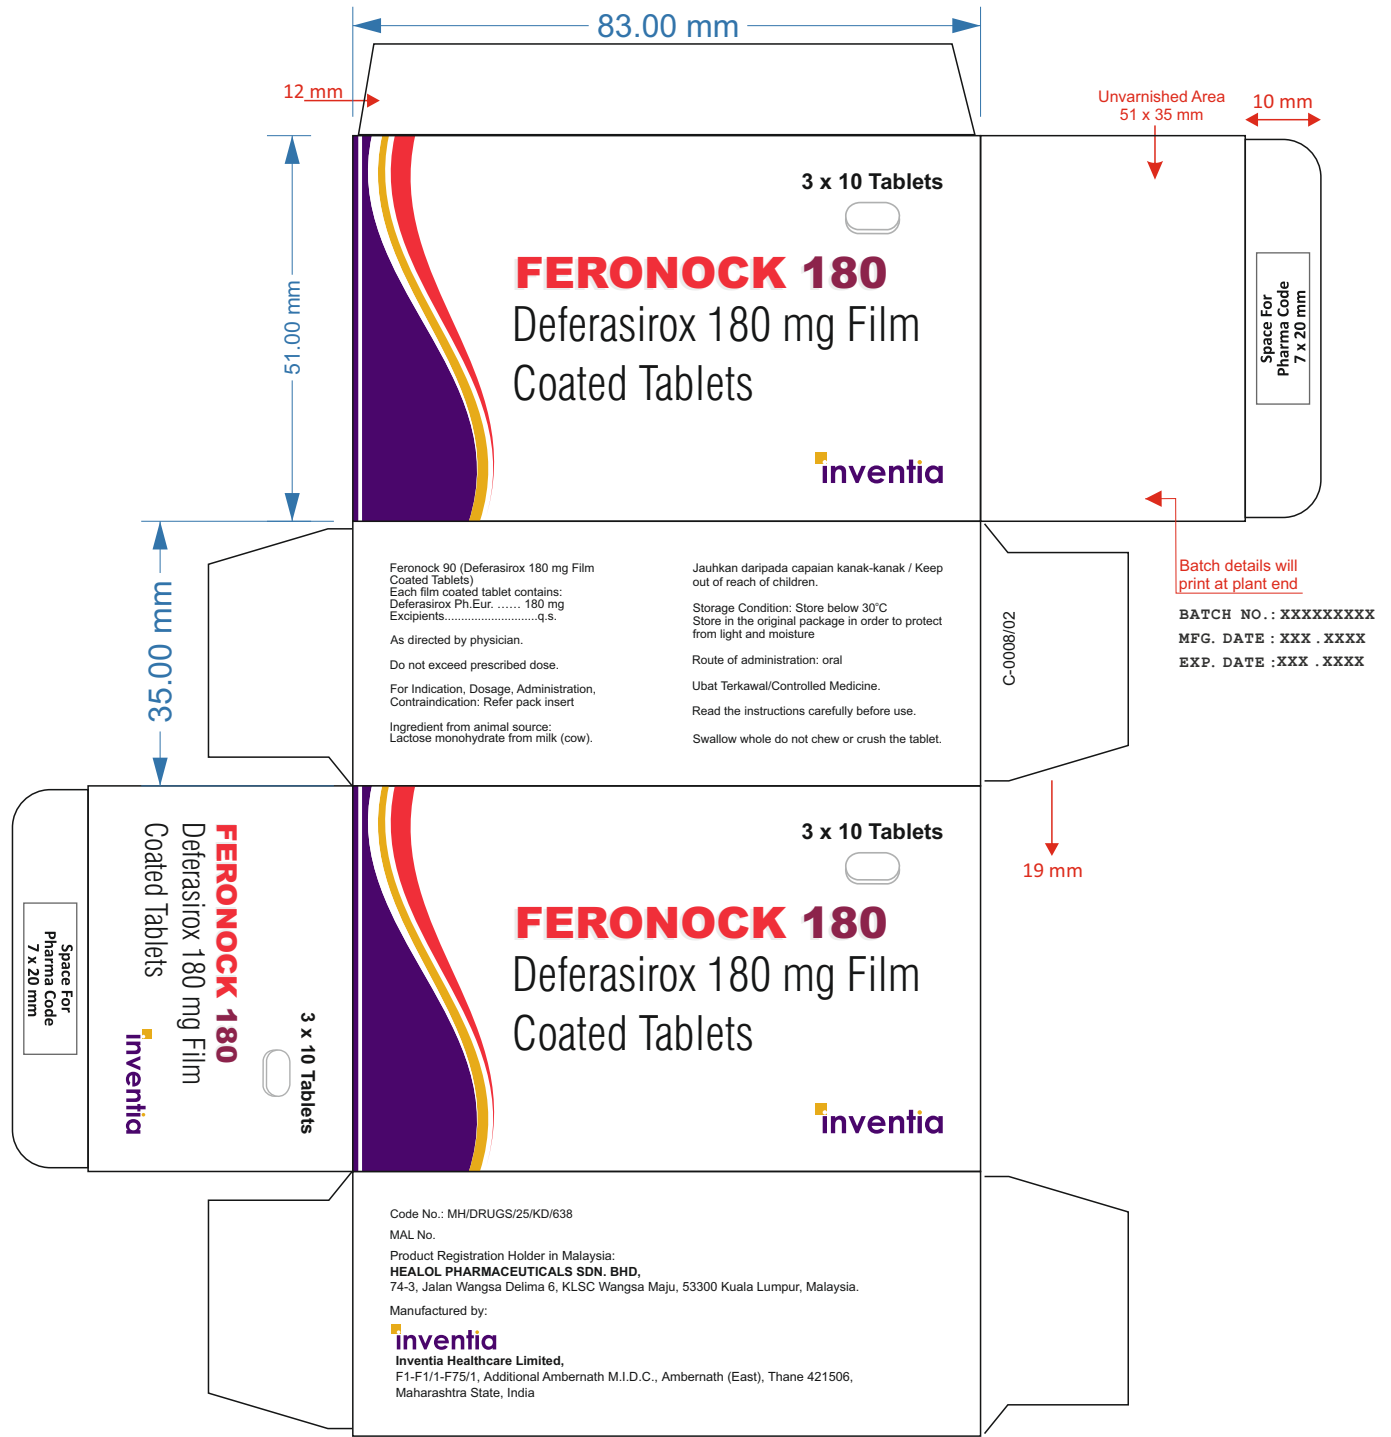 83.00 mm
12 mm
Unvarnished Area
51 x 35 mm
10 mm
51.00 mm
3 x 10 Tablets
FERONOCK 180
Deferasirox 180 mg Film
Coated Tablets
inventia
Space For
Pharma Code
7 x 20 mm
35.00 mm
Feronock 90 (Deferasirox 180 mg Film
Coated Tablets)
Each film coated tablet contains:
Deferasirox Ph.Eur. ...... 180 mg
Excipients............................q.s.
As directed by physician.
Do not exceed prescribed dose.
For Indication, Dosage, Administration,
Contraindication: Refer pack insert
Ingredient from animal source:
Lactose monohydrate from milk (cow).
Jauhkan daripada capaian kanak-kanak / Keep
out of reach of children.
Storage Condition: Store below 30°C
Store in the original package in order to protect
from light and moisture
Route of administration: oral
Ubat Terkawal/Controlled Medicine.
Read the instructions carefully before use.
Swallow whole do not chew or crush the tablet.
C-0008/02
Batch details will
print at plant end
BATCH NO.: XXXXXXXXX
MFG. DATE : XXX . XXXX
EXP. DATE :XXX . XXXX
19 mm
Space For
Pharma Code
7 x 20 mm
3 x 10 Tablets
FERONOCK 180
Deferasirox 180 mg Film
Coated Tablets
inventia
3 x 10 Tablets
FERONOCK 180
Deferasirox 180 mg Film
Coated Tablets
inventia
Code No.: MH/DRUGS/25/KD/638
MAL No.
Product Registration Holder in Malaysia:
HEALOL PHARMACEUTICALS SDN. BHD,
74-3, Jalan Wangsa Delima 6, KLSC Wangsa Maju, 53300 Kuala Lumpur, Malaysia.
Manufactured by:
inventia
Inventia Healthcare Limited,
F1-F1/1-F75/1, Additional Ambernath M.I.D.C., Ambernath (East), Thane 421506,
Maharashtra State, India